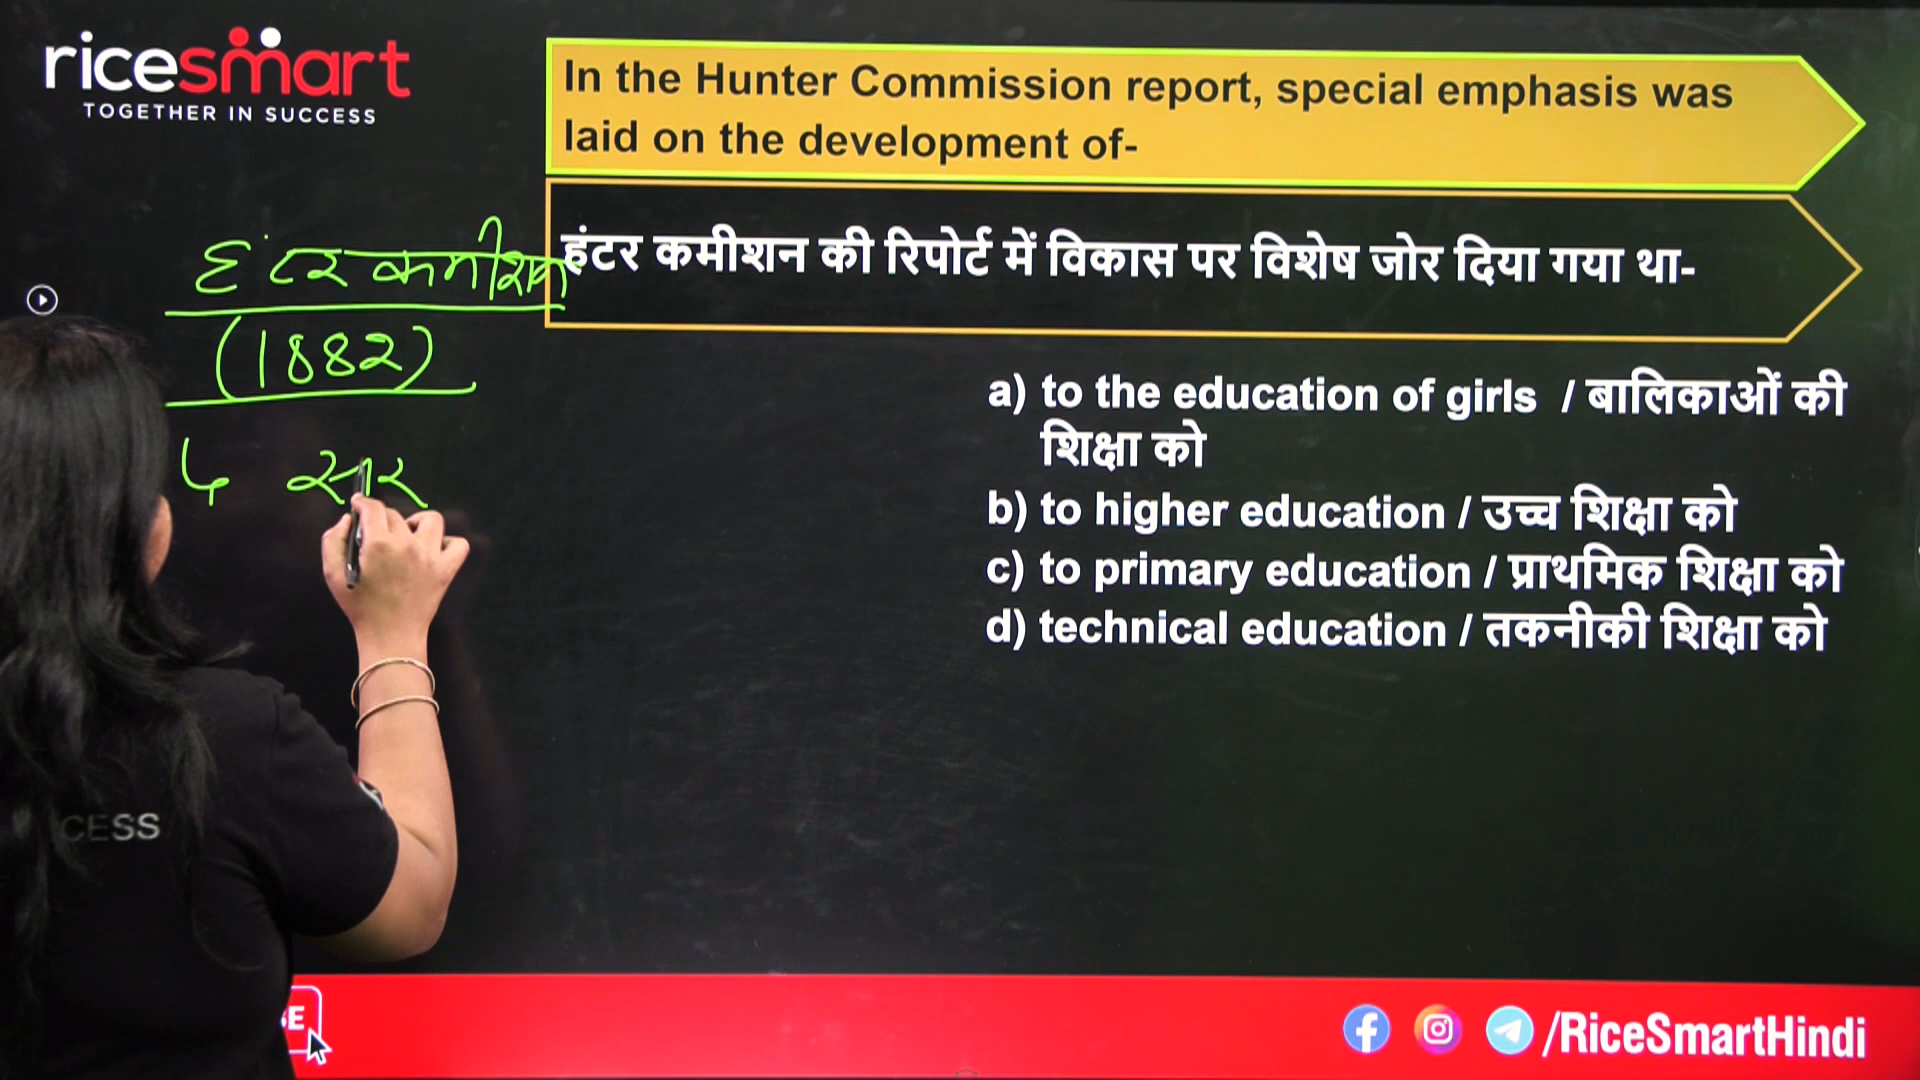 ricesmart
TOGETHER IN SUCCESS
In the Hunter Commission report, special emphasis was
laid on the development of-
हंटर कमीशन की रिपोर्ट में विकास पर विशेष जोर दिया गया था-
हंटर कमीशन
(1882)
सार
a) to the education of girls / बालिकाओं की
शिक्षा को
b) to higher education / उच्च शिक्षा को
c) to primary education / प्राथमिक शिक्षा को
d) technical education / तकनीकी शिक्षा को
CESS
BE
/RiceSmartHindi